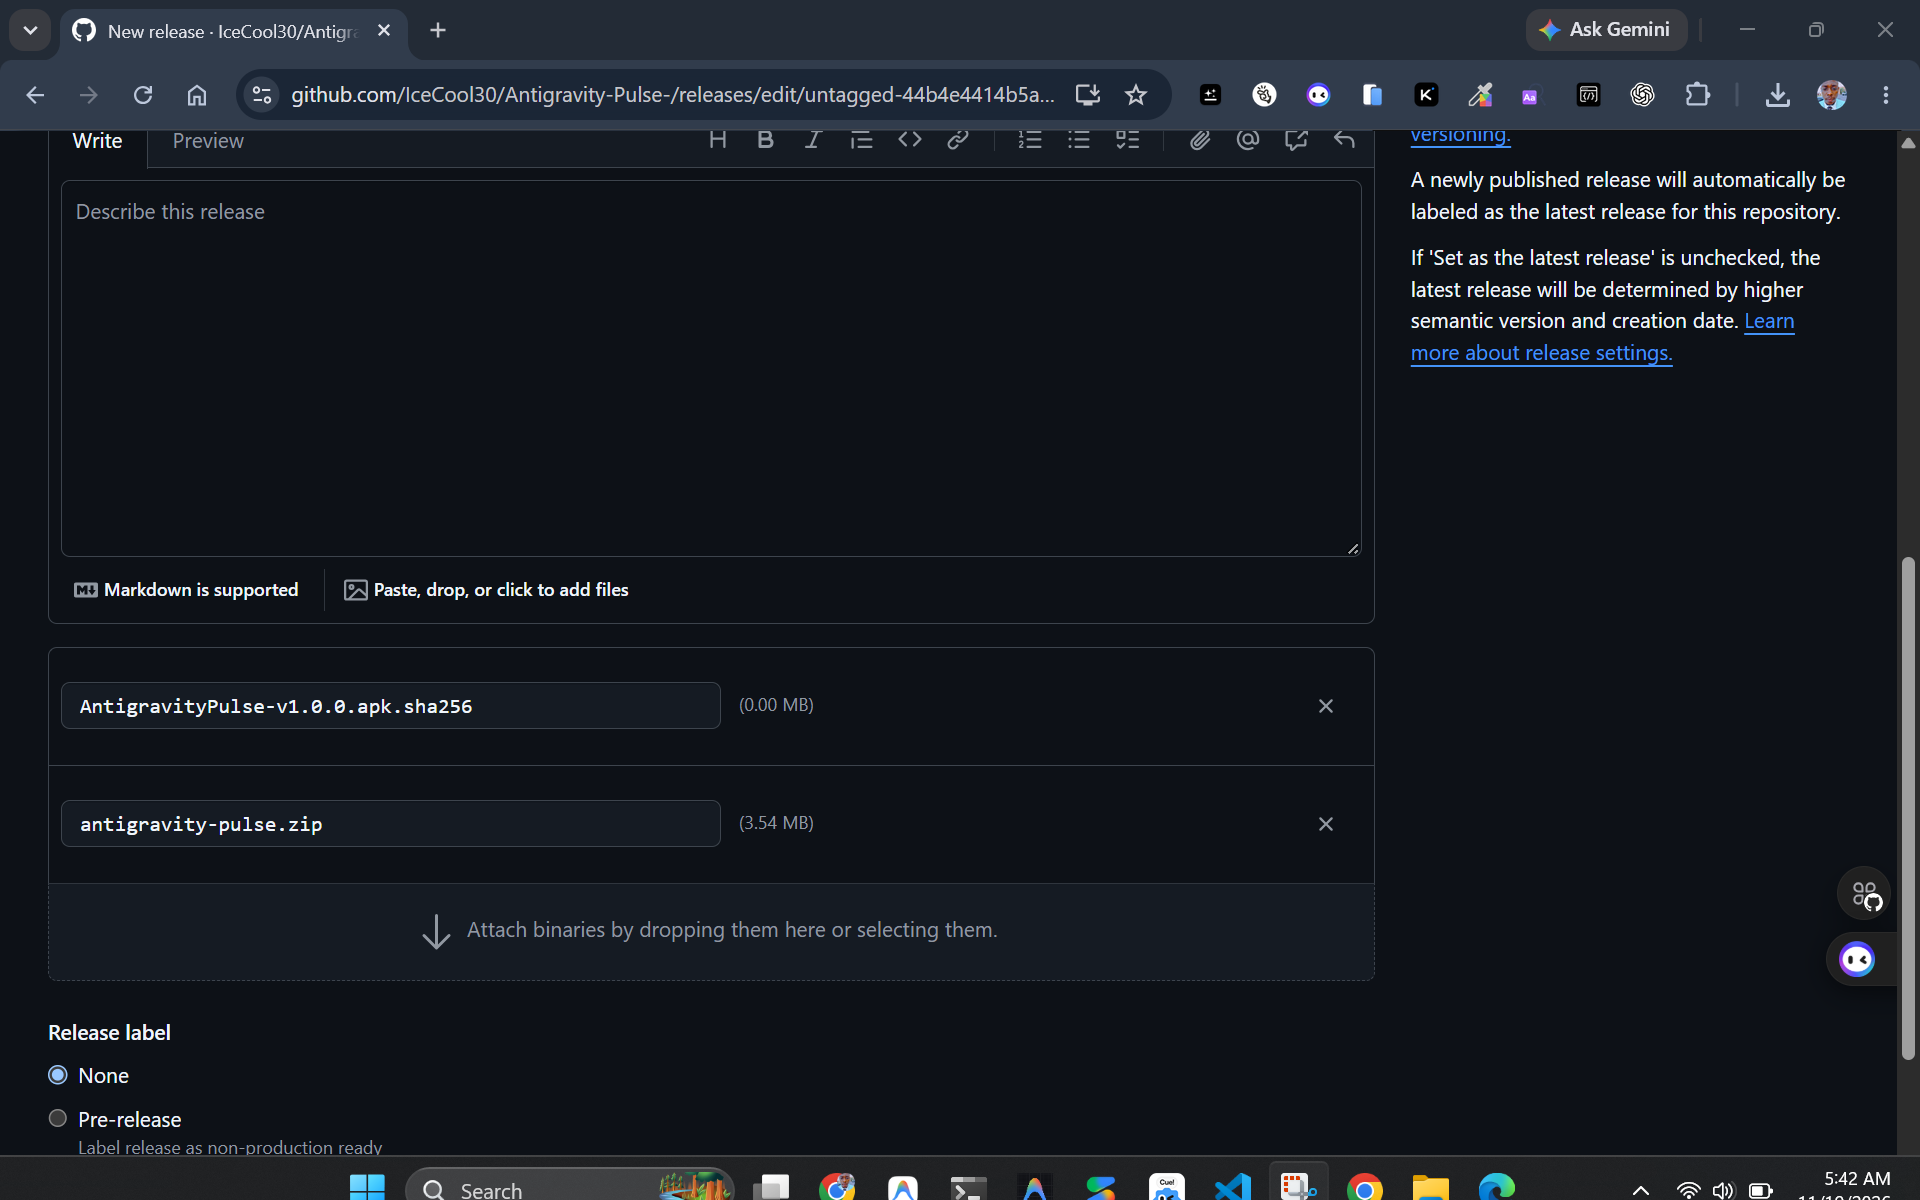 New release · IceCool30/Antigra
Ask Gemini
github.com/IceCool30/Antigravity-Pulse-/releases/edit/untagged-44b4e4414b5a...
Write
Preview
versioning.
A newly published release will automatically be
labeled as the latest release for this repository.
If 'Set as the latest release' is unchecked, the
latest release will be determined by higher
semantic version and creation date. Learn
more about release settings.
Describe this release
Markdown is supported
Paste, drop, or click to add files
AntigravityPulse-v1.0.0.apk.sha256
(0.00 MB)
antigravity-pulse.zip
(3.54 MB)
Attach binaries by dropping them here or selecting them.
Release label
None
Pre-release
Label release as non-production ready
Search
Cue!
5:42 AM